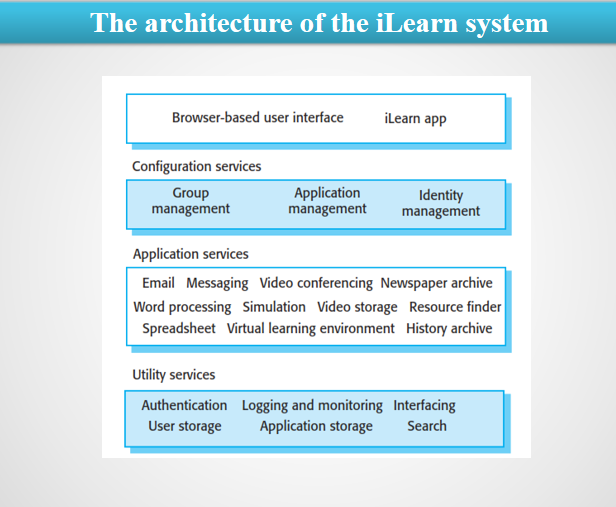 The architecture of the iLearn system
Browser-based user interface iLearn app
Configuration services
Group Application Identity
management management management
Application services
Email Messaging Video conferencing Newspaper archive
Word processing Simulation Video storage Resource finder
Spreadsheet Virtual learning environment History archive
Utility services
Authentication Logging and monitoring Interfacing
User storage Application storage Search